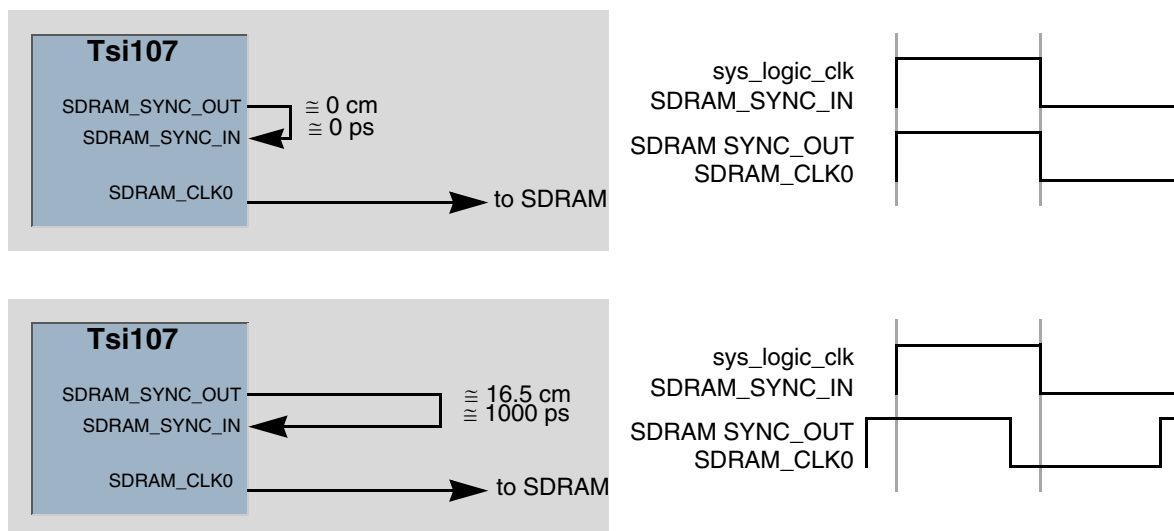 Tsi107
SDRAM_SYNC_OUT
≅ 0 cm
SDRAM_SYNC_IN
≅ 0 ps
SDRAM_CLK0
to SDRAM
sys_logic_clk
SDRAM_SYNC_IN
SDRAM SYNC_OUT
SDRAM_CLK0
Tsi107
SDRAM_SYNC_OUT
≅ 16.5 cm
SDRAM_SYNC_IN
≅ 1000 ps
SDRAM_CLK0
to SDRAM
sys_logic_clk
SDRAM_SYNC_IN
SDRAM SYNC_OUT
SDRAM_CLK0